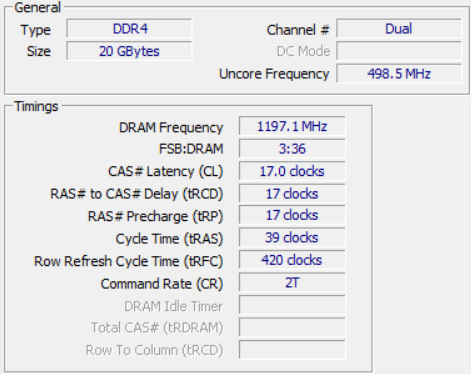 General
Type DDR4 Channel # Dual
Size 20 GBytes DC Mode
Uncore Frequency 498.5 MHz
Timings
DRAM Frequency 1197.1 MHz
FSB:DRAM 3:36
CAS# Latency (CL) 17.0 clocks
RAS# to CAS# Delay (tRCD) 17 clocks
RAS# Precharge (tRP) 17 clocks
Cycle Time (tRAS) 39 clocks
Row Refresh Cycle Time (tRFC) 420 clocks
Command Rate (CR) 2T
DRAM Idle Timer
Total CAS# (tRDRAM)
Row To Column (tRCD)